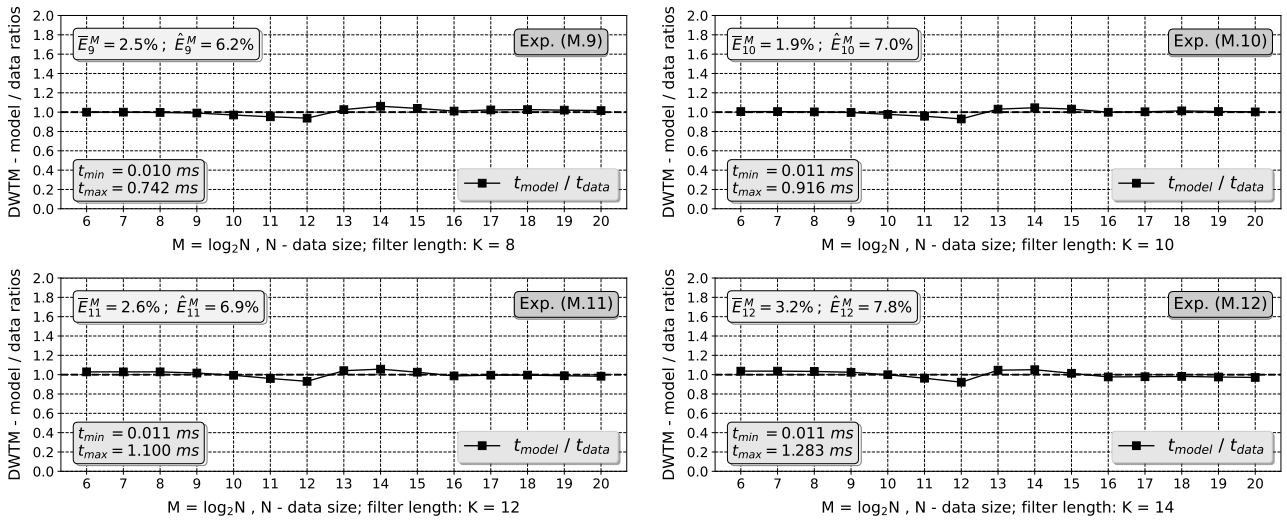 DWTM - model / data ratios
2.0
1.8
1.6
1.4
1.2
1.0
0.8
0.6
0.4
0.2
0.0
E̅₉ᴹ = 2.5% ; Ê₉ᴹ = 6.2%
Exp. (M.9)
t_min = 0.010 ms
t_max = 0.742 ms
t_model / t_data
6 7 8 9 10 11 12 13 14 15 16 17 18 19 20
M = log₂N , N - data size; filter length: K = 8
DWTM - model / data ratios
2.0
1.8
1.6
1.4
1.2
1.0
0.8
0.6
0.4
0.2
0.0
E̅₁₀ᴹ = 1.9% ; Ê₁₀ᴹ = 7.0%
Exp. (M.10)
t_min = 0.011 ms
t_max = 0.916 ms
t_model / t_data
6 7 8 9 10 11 12 13 14 15 16 17 18 19 20
M = log₂N , N - data size; filter length: K = 10
DWTM - model / data ratios
2.0
1.8
1.6
1.4
1.2
1.0
0.8
0.6
0.4
0.2
0.0
E̅₁₁ᴹ = 2.6% ; Ê₁₁ᴹ = 6.9%
Exp. (M.11)
t_min = 0.011 ms
t_max = 1.100 ms
t_model / t_data
6 7 8 9 10 11 12 13 14 15 16 17 18 19 20
M = log₂N , N - data size; filter length: K = 12
DWTM - model / data ratios
2.0
1.8
1.6
1.4
1.2
1.0
0.8
0.6
0.4
0.2
0.0
E̅₁₂ᴹ = 3.2% ; Ê₁₂ᴹ = 7.8%
Exp. (M.12)
t_min = 0.011 ms
t_max = 1.283 ms
t_model / t_data
6 7 8 9 10 11 12 13 14 15 16 17 18 19 20
M = log₂N , N - data size; filter length: K = 14